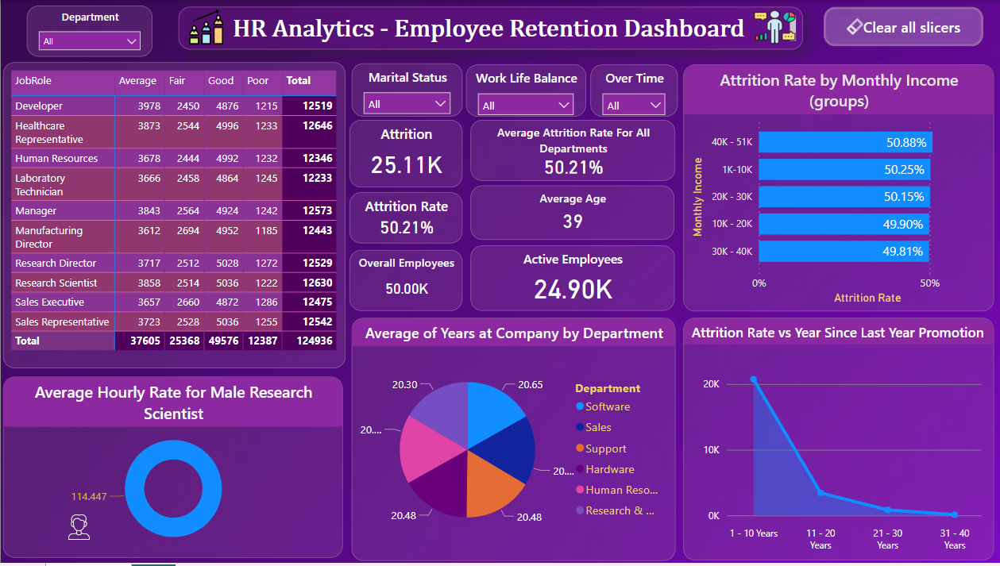 Department
All
HR Analytics - Employee Retention Dashboard
Clear all slicers
JobRole Average Fair Good Poor Total
Developer 3978 2450 4876 1215 12519
Healthcare
Representative 3873 2544 4996 1233 12646
Human Resources 3678 2444 4992 1232 12346
Laboratory
Technician 3666 2458 4864 1245 12233
Manager 3843 2564 4924 1242 12573
Manufacturing
Director 3612 2694 4952 1185 12443
Research Director 3717 2512 5028 1272 12529
Research Scientist 3858 2514 5036 1222 12630
Sales Executive 3657 2660 4872 1286 12475
Sales Representative 3723 2528 5036 1255 12542
Total 37605 25368 49576 12387 124936
Marital Status
All
Work Life Balance
All
Over Time
All
Attrition
25.11K
Average Attrition Rate For All
Departments
50.21%
Attrition Rate
50.21%
Average Age
39
Overall Employees
50.00K
Active Employees
24.90K
Attrition Rate by Monthly Income
(groups)
Monthly Income
40K - 51K 50.88%
1K-10K 50.25%
20K - 30K 50.15%
10K - 20K 49.90%
30K - 40K 49.81%
0% 50%
Attrition Rate
Average Hourly Rate for Male Research
Scientist
114.447
Average of Years at Company by Department
20.30 20.65
20....
20....
20.48 20.48
Department
Software
Sales
Support
Hardware
Human Reso...
Research & ...
Attrition Rate vs Year Since Last Year Promotion
20K
10K
0K
1 - 10 Years 11 - 20 21 - 30 31 - 40
Years Years Years